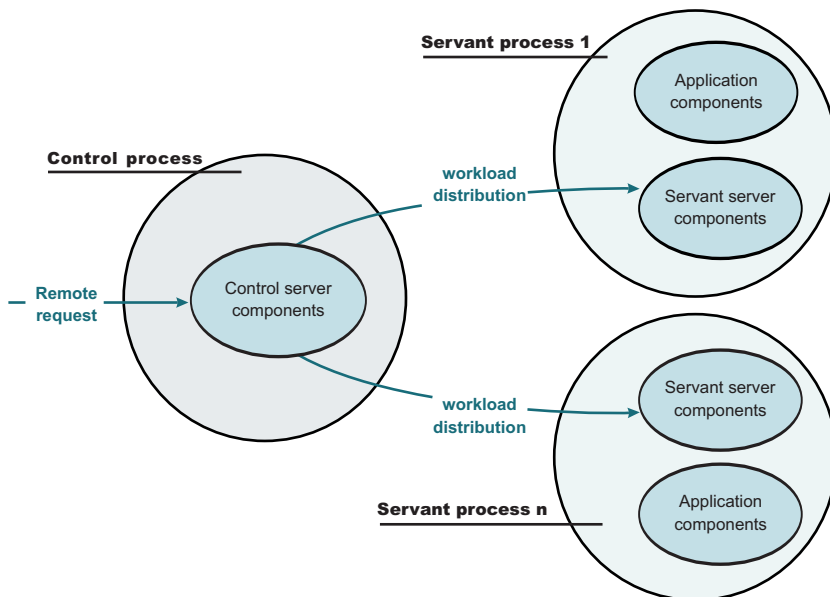 Servant process 1
Application
components
Control process
workload
distribution
Servant server
components
Remote
request
Control server
components
Servant server
components
workload
distribution
Servant process n
Application
components